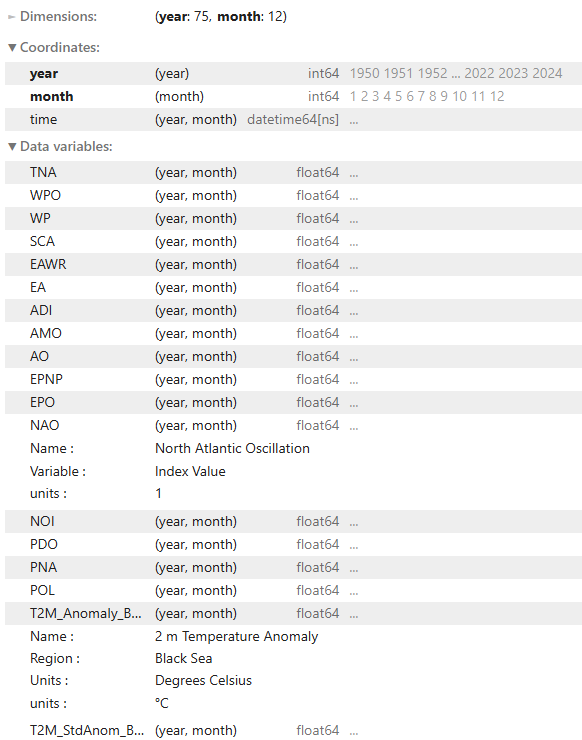 ► Dimensions: (year: 75, month: 12)
▼ Coordinates:
year (year) int64 1950 1951 1952 ... 2022 2023 2024
month (month) int64 1 2 3 4 5 6 7 8 9 10 11 12
time (year, month) datetime64[ns] ...
▼ Data variables:
TNA (year, month) float64 ...
WPO (year, month) float64 ...
WP (year, month) float64 ...
SCA (year, month) float64 ...
EAWR (year, month) float64 ...
EA (year, month) float64 ...
ADI (year, month) float64 ...
AMO (year, month) float64 ...
AO (year, month) float64 ...
EPNP (year, month) float64 ...
EPO (year, month) float64 ...
NAO (year, month) float64 ...
Name : North Atlantic Oscillation
Variable : Index Value
units : 1
NOI (year, month) float64 ...
PDO (year, month) float64 ...
PNA (year, month) float64 ...
POL (year, month) float64 ...
T2M_Anomaly_B... (year, month) float64 ...
Name : 2 m Temperature Anomaly
Region : Black Sea
Units : Degrees Celsius
units : °C
T2M_StdAnom_B... (year, month) float64 ...